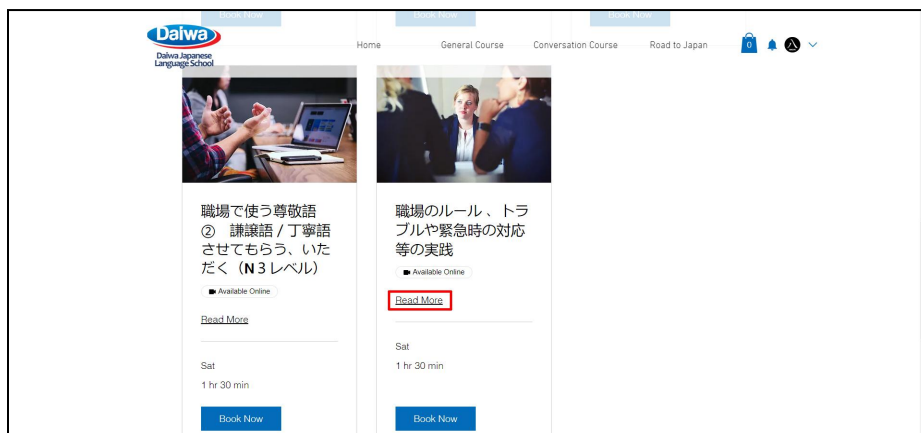 Book Now
Book Now
Book Now
Daiwa
Daiwa Japanese
Language School
Home
General Course
Conversation Course
Road to Japan
0
職場で使う尊敬語
② 謙譲語 / 丁寧語
させてもらう、いた
だく（N３レベル）
Available Online
Read More
Sat
1 hr 30 min
Book Now
職場のルール 、トラ
ブルや緊急時の対応
等の実践
Available Online
Read More
Sat
1 hr 30 min
Book Now